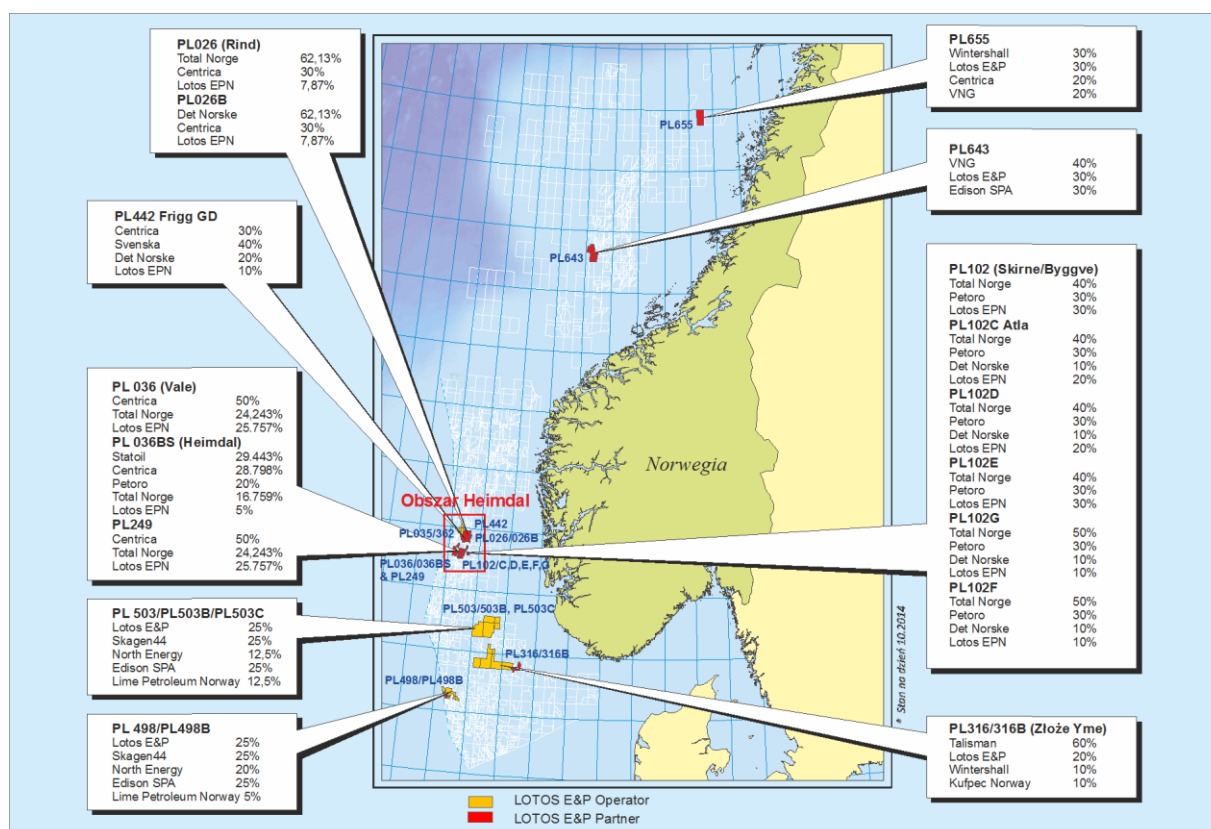 PL026 (Rind)
Total Norge 62,13%
Centrica 30%
Lotos EPN 7,87%
PL026B
Det Norske 62,13%
Centrica 30%
Lotos EPN 7,87%
PL442 Frigg GD
Centrica 30%
Svenska 40%
Det Norske 20%
Lotos EPN 10%
PL 036 (Vale)
Centrica 50%
Total Norge 24,243%
Lotos EPN 25.757%
PL 036BS (Heimdal)
Statoil 29.443%
Centrica 28.798%
Petoro 20%
Total Norge 16.759%
Lotos EPN 5%
PL249
Centrica 50%
Total Norge 24,243%
Lotos EPN 25.757%
PL 503/PL503B/PL503C
Lotos E&P 25%
Skagen44 25%
North Energy 12,5%
Edison SPA 25%
Lime Petroleum Norway 12,5%
PL 498/PL498B
Lotos E&P 25%
Skagen44 25%
North Energy 20%
Edison SPA 25%
Lime Petroleum Norway 5%
PL655
PL643
Norwegia
Obszar Heimdal
PL442
PL035/362
PL026/026B
PL036/036BS
& PL249
PL102/C,D,E,F,G
PL503/503B, PL503C
PL316/316B
PL498/PL498B
* Stan na dzień 10.2014
PL655
Wintershall 30%
Lotos E&P 30%
Centrica 20%
VNG 20%
PL643
VNG 40%
Lotos E&P 30%
Edison SPA 30%
PL102 (Skirne/Byggve)
Total Norge 40%
Petoro 30%
Lotos EPN 30%
PL102C Atla
Total Norge 40%
Petoro 30%
Det Norske 10%
Lotos EPN 20%
PL102D
Total Norge 40%
Petoro 30%
Det Norske 10%
Lotos EPN 20%
PL102E
Total Norge 40%
Petoro 30%
Lotos EPN 30%
PL102G
Total Norge 50%
Petoro 30%
Det Norske 10%
Lotos EPN 10%
PL102F
Total Norge 50%
Petoro 30%
Det Norske 10%
Lotos EPN 10%
PL316/316B (Złoże Yme)
Talisman 60%
Lotos E&P 20%
Wintershall 10%
Kufpec Norway 10%
LOTOS E&P Operator
LOTOS E&P Partner